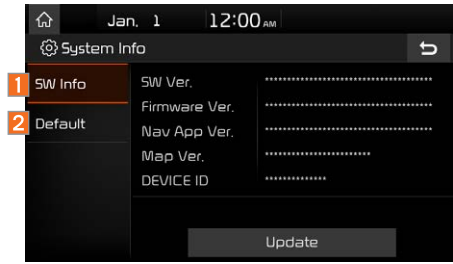 Jan. 1 12:00 AM
System Info
1 SW Info
2 Default
SW Ver. ************************************
Firmware Ver. ************************************
Nav App Ver. ************************************
Map Ver. ***********************
DEVICE ID **************
Update